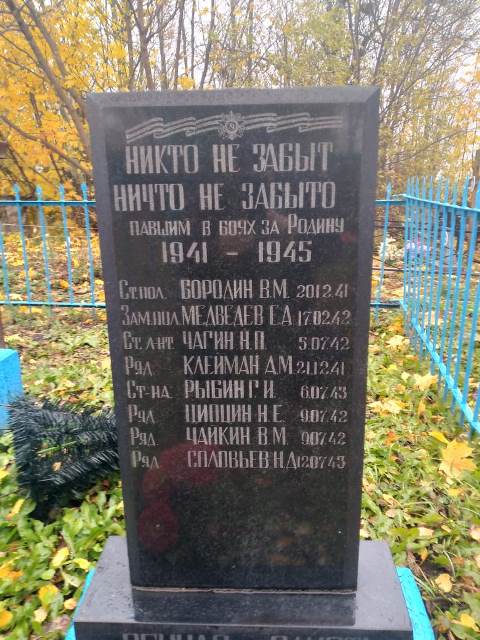 НИКТО НЕ ЗАБЫТ
НИЧТО НЕ ЗАБЫТО
ПАВШИМ В БОЯХ ЗА РОДИНУ
1941 - 1945
СТ.ПОЛ. БОРОДИН В.М. 20.12.41
ЗАМ.ПОЛ. МЕДВЕДЕВ Е.Д. 17.02.42
СТ. Л-НТ. ЧАГИН Н.П. 5.07.42
РЯД. КЛЕЙМАН Д.М. 21.12.41
СТ-НА. РЫБИН Г.И. 6.07.43
РЯД. ЦИПЦИН Н.Е. 9.07.42
РЯД. ЧАЙКИН В.М. 9.07.42
РЯД. СОЛОВЬЕВ Н.Д. 12.07.43
ВЕЧНАЯ ПАМЯТЬ